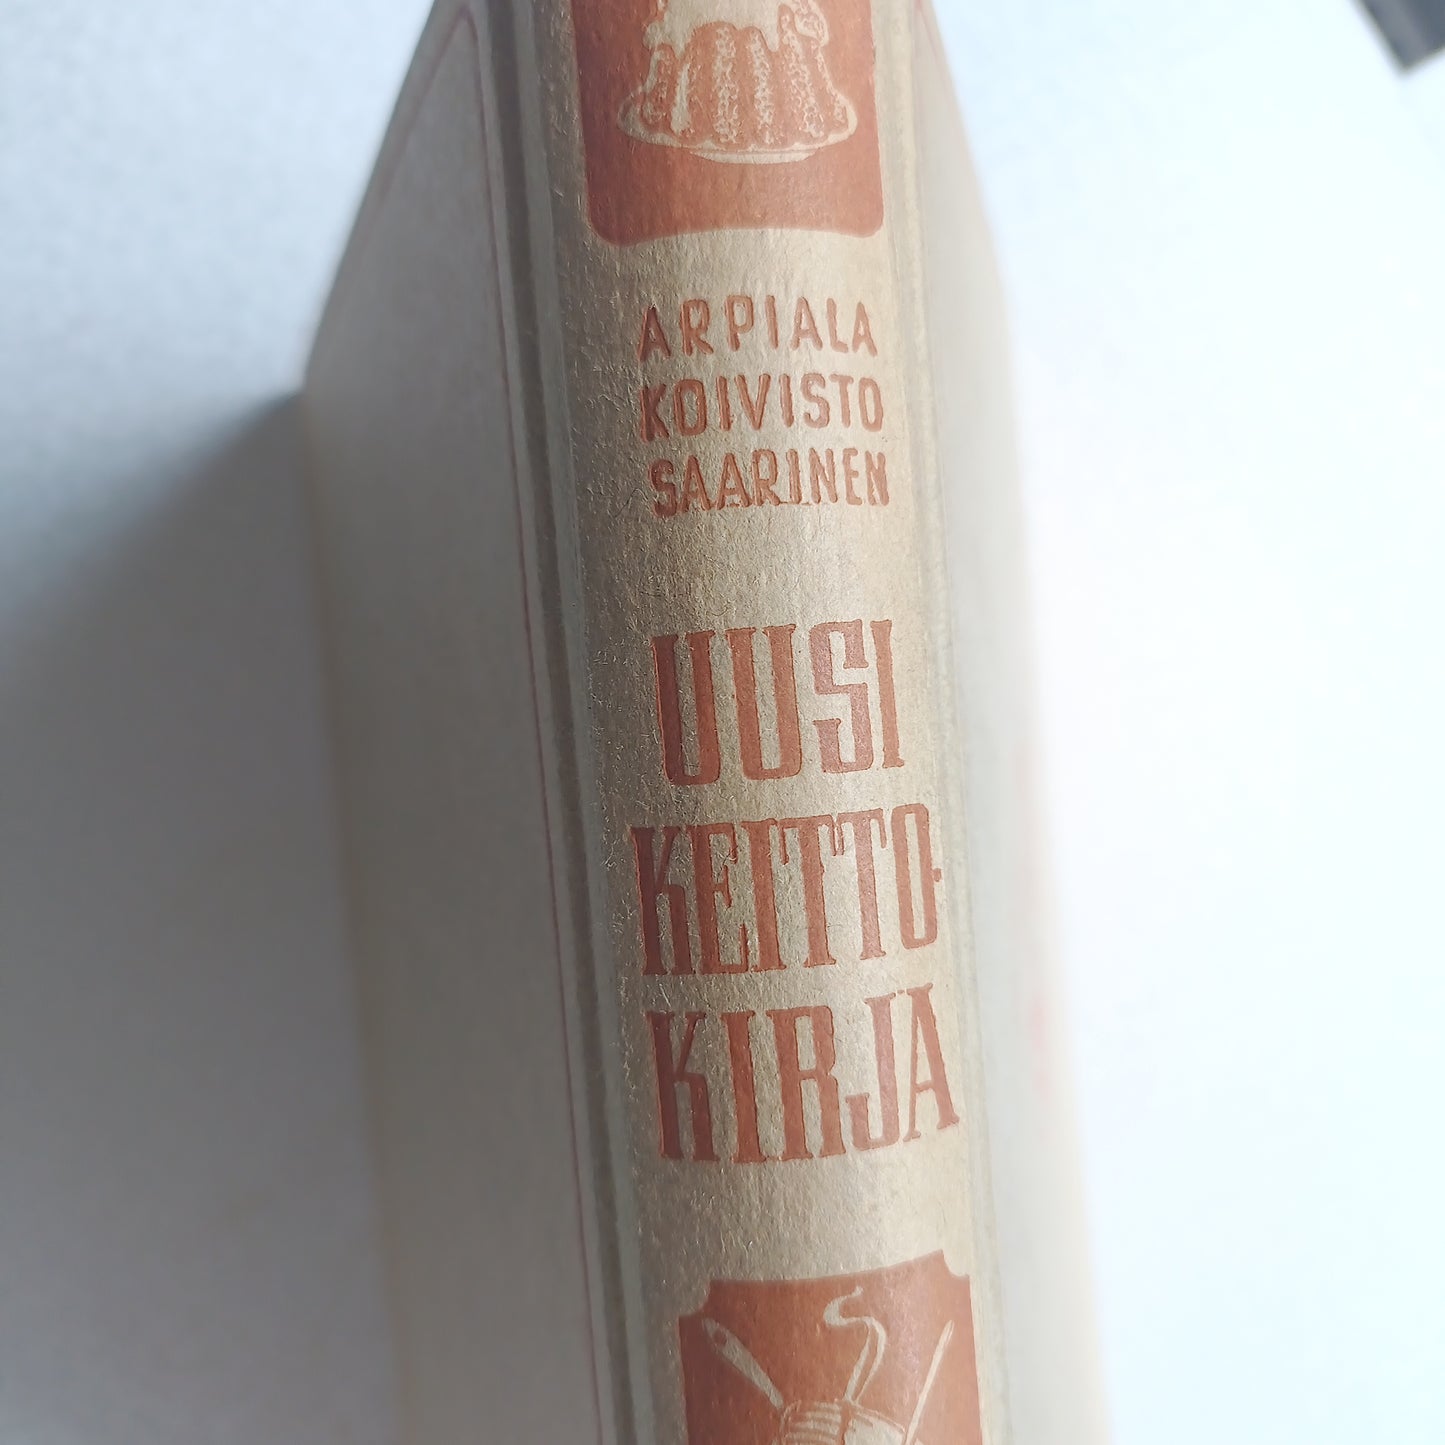 ARPIALA
KOIVISTO
SAARINEN
UUSI
KEITTO-
KIRJA